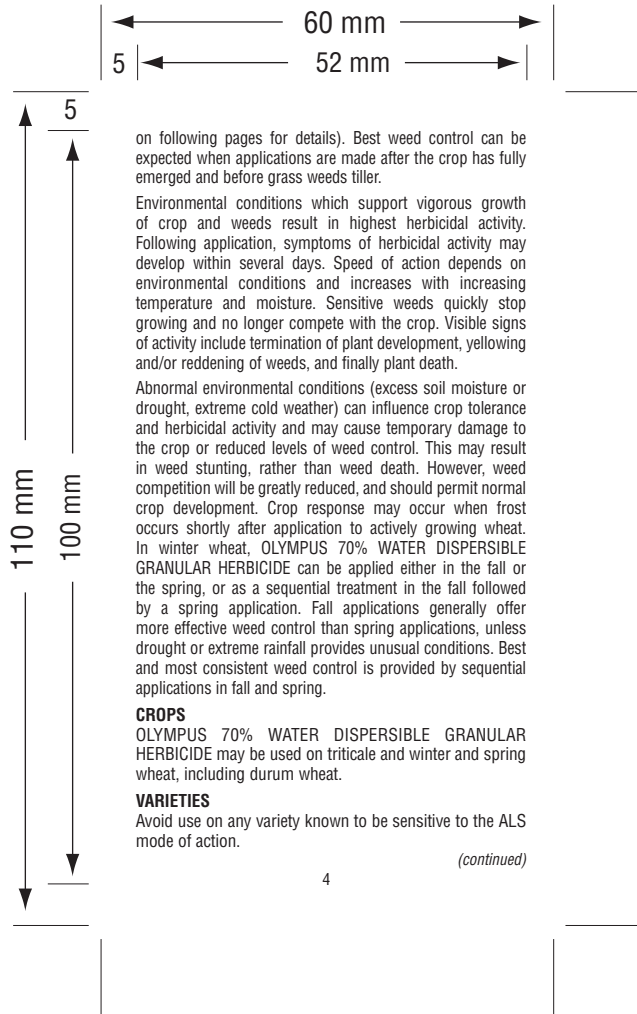 60 mm
5 52 mm
5
110 mm
100 mm
on following pages for details). Best weed control can be
expected when applications are made after the crop has fully
emerged and before grass weeds tiller.
Environmental conditions which support vigorous growth
of crop and weeds result in highest herbicidal activity.
Following application, symptoms of herbicidal activity may
develop within several days. Speed of action depends on
environmental conditions and increases with increasing
temperature and moisture. Sensitive weeds quickly stop
growing and no longer compete with the crop. Visible signs
of activity include termination of plant development, yellowing
and/or reddening of weeds, and finally plant death.
Abnormal environmental conditions (excess soil moisture or
drought, extreme cold weather) can influence crop tolerance
and herbicidal activity and may cause temporary damage to
the crop or reduced levels of weed control. This may result
in weed stunting, rather than weed death. However, weed
competition will be greatly reduced, and should permit normal
crop development. Crop response may occur when frost
occurs shortly after application to actively growing wheat.
In winter wheat, OLYMPUS 70% WATER DISPERSIBLE
GRANULAR HERBICIDE can be applied either in the fall or
the spring, or as a sequential treatment in the fall followed
by a spring application. Fall applications generally offer
more effective weed control than spring applications, unless
drought or extreme rainfall provides unusual conditions. Best
and most consistent weed control is provided by sequential
applications in fall and spring.
CROPS
OLYMPUS 70% WATER DISPERSIBLE GRANULAR
HERBICIDE may be used on triticale and winter and spring
wheat, including durum wheat.
VARIETIES
Avoid use on any variety known to be sensitive to the ALS
mode of action.
(continued)
4